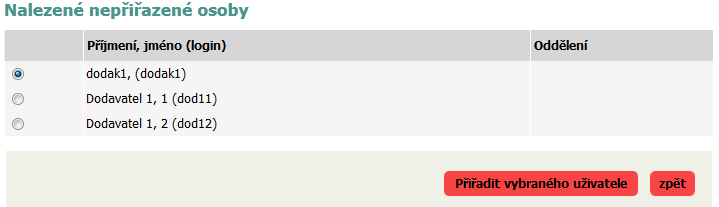 Nalezené nepřiřazené osoby
Příjmení, jméno (login) Oddělení
dodak1, (dodak1)
Dodavatel 1, 1 (dod11)
Dodavatel 1, 2 (dod12)
Přiřadit vybraného uživatele zpět